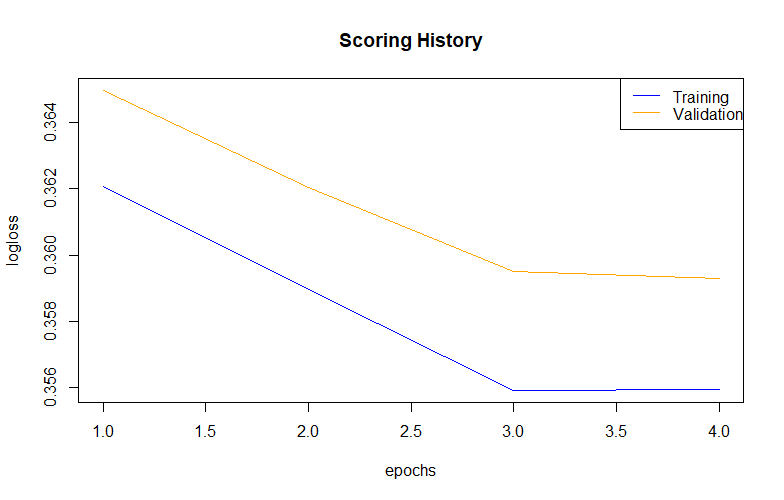 Scoring History
Training
Validation
logloss
0.364
0.362
0.360
0.358
0.356
1.0 1.5 2.0 2.5 3.0 3.5 4.0
epochs